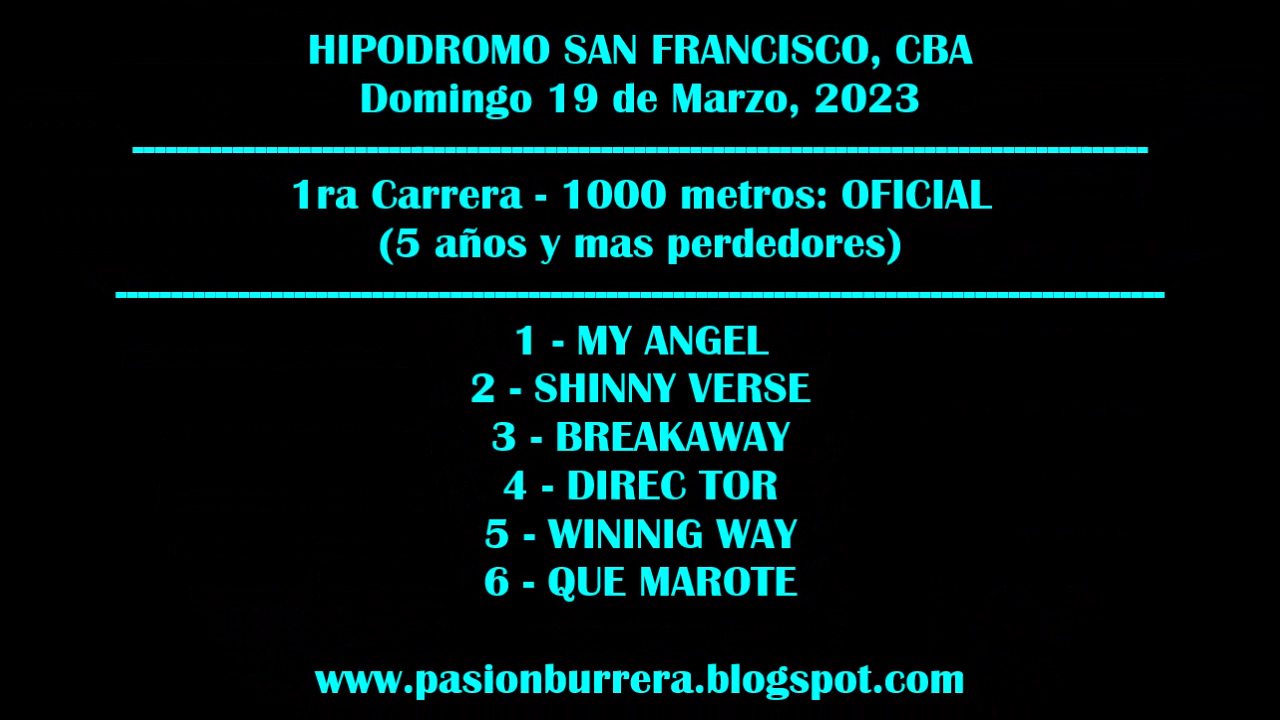 HIPODROMO SAN FRANCISCO, CBA
Domingo 19 de Marzo, 2023
1ra Carrera - 1000 metros: OFICIAL
(5 años y mas perdedores)
1 - MY ANGEL
2 - SHINNY VERSE
3 - BREAKAWAY
4 - DIREC TOR
5 - WININIG WAY
6 - QUE MAROTE
www.pasionburrera.blogspot.com